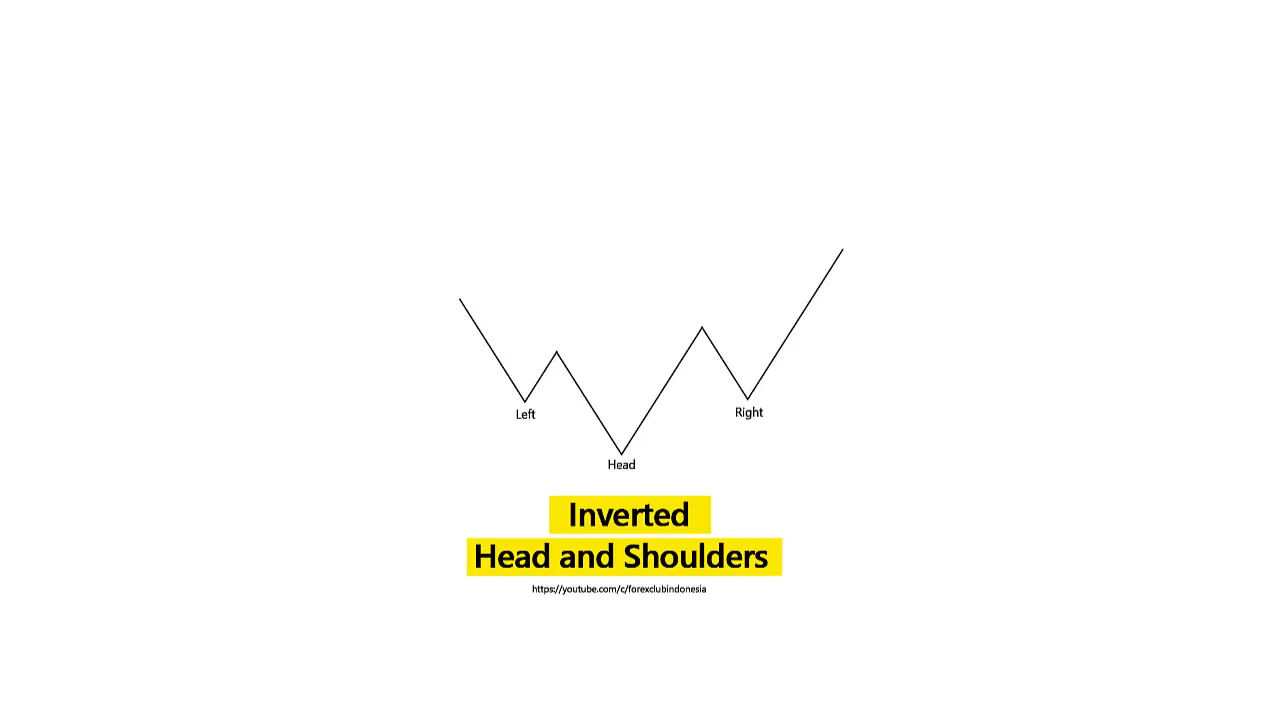 Left
Right
Head
Inverted
Head and Shoulders
https://youtube.com/c/forexclubindonesia